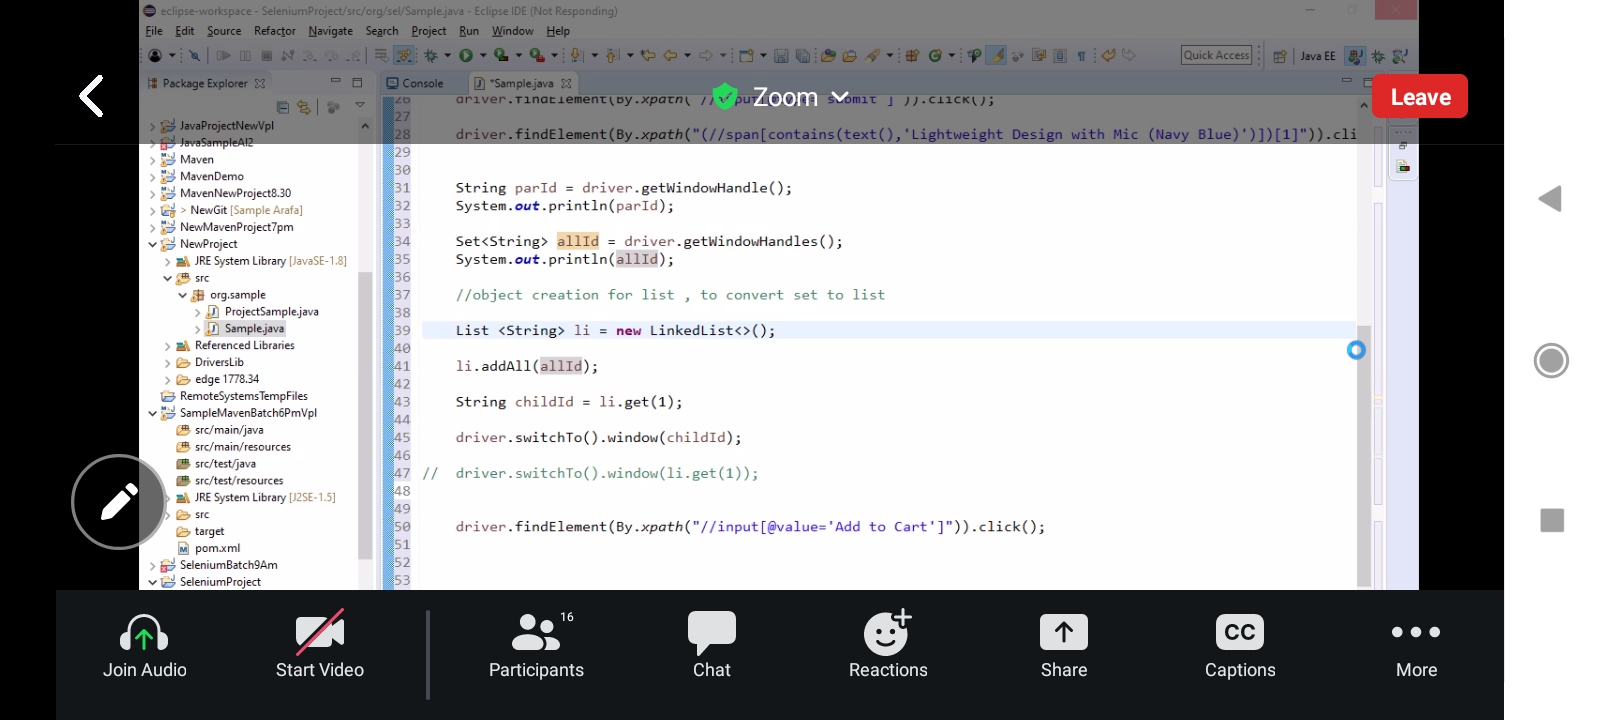 eclipse-workspace - SeleniumProject/src/org/sel/Sample.java - Eclipse IDE (Not Responding)
File Edit Source Refactor Navigate Search Project Run Window Help
Quick Access
Java EE
Package Explorer
Console
*Sample.java
Zoom
Leave
JavaProjectNewVpl
JavaSampleAI2
Maven
MavenDemo
MavenNewProject8.30
> NewGit [Sample Arafa]
NewMavenProject7pm
NewProject
JRE System Library [JavaSE-1.8]
src
org.sample
ProjectSample.java
Sample.java
Referenced Libraries
DriversLib
edge 1778.34
RemoteSystemsTempFiles
SampleMavenBatch6PmVpl
src/main/java
src/main/resources
src/test/java
src/test/resources
JRE System Library [J2SE-1.5]
src
target
pom.xml
SeleniumBatch9Am
SeleniumProject
26 driver.findElement(By.xpath( submit ] )).click();
27
28 driver.findElement(By.xpath("(//span[contains(text(),'Lightweight Design with Mic (Navy Blue)')])[1]")).cli
29
30
31 String parId = driver.getWindowHandle();
32 System.out.println(parId);
33
34 Set<String> allId = driver.getWindowHandles();
35 System.out.println(allId);
36
37 //object creation for list , to convert set to list
38
39 List <String> li = new LinkedList<>();
40
41 li.addAll(allId);
42
43 String childId = li.get(1);
44
45 driver.switchTo().window(childId);
46
47 // driver.switchTo().window(li.get(1));
48
49
50 driver.findElement(By.xpath("//input[@value='Add to Cart']")).click();
51
52
53
Join Audio
Start Video
16
Participants
Chat
Reactions
Share
CC
Captions
More